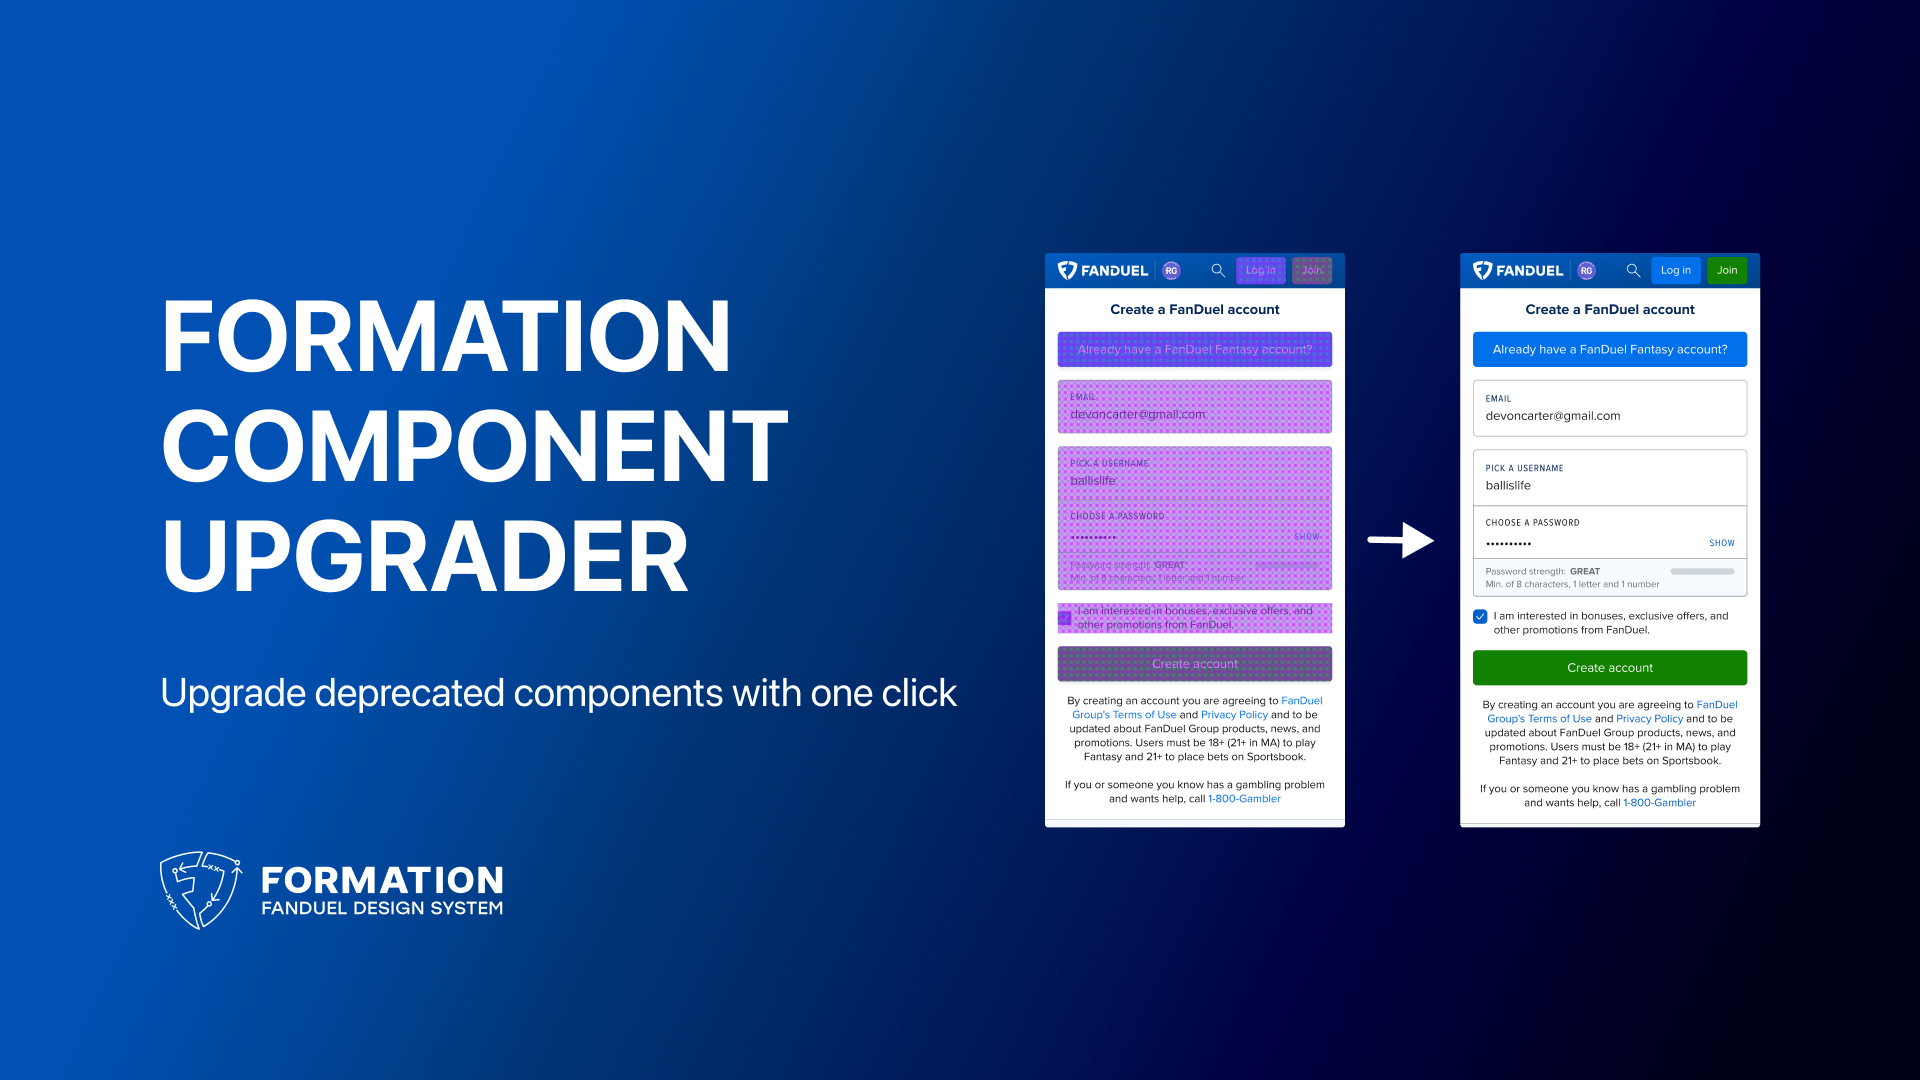 FORMATION
COMPONENT
UPGRADER
Upgrade deprecated components with one click
FORMATION
FANDUEL DESIGN SYSTEM
FANDUEL RG Log in Join
Create a FanDuel account
Already have a FanDuel Fantasy account?
EMAIL
devoncarter@gmail.com
PICK A USERNAME
ballislife
CHOOSE A PASSWORD
•••••••••• SHOW
Password strength: GREAT
Min. of 8 characters, 1 letter and 1 number
I am interested in bonuses, exclusive offers, and
other promotions from FanDuel.
Create account
By creating an account you are agreeing to FanDuel
Group's Terms of Use and Privacy Policy and to be
updated about FanDuel Group products, news, and
promotions. Users must be 18+ (21+ in MA) to play
Fantasy and 21+ to place bets on Sportsbook.
If you or someone you know has a gambling problem
and wants help, call 1-800-Gambler
FANDUEL RG Log in Join
Create a FanDuel account
Already have a FanDuel Fantasy account?
EMAIL
devoncarter@gmail.com
PICK A USERNAME
ballislife
CHOOSE A PASSWORD
•••••••••• SHOW
Password strength: GREAT
Min. of 8 characters, 1 letter and 1 number
I am interested in bonuses, exclusive offers, and
other promotions from FanDuel.
Create account
By creating an account you are agreeing to FanDuel
Group's Terms of Use and Privacy Policy and to be
updated about FanDuel Group products, news, and
promotions. Users must be 18+ (21+ in MA) to play
Fantasy and 21+ to place bets on Sportsbook.
If you or someone you know has a gambling problem
and wants help, call 1-800-Gambler